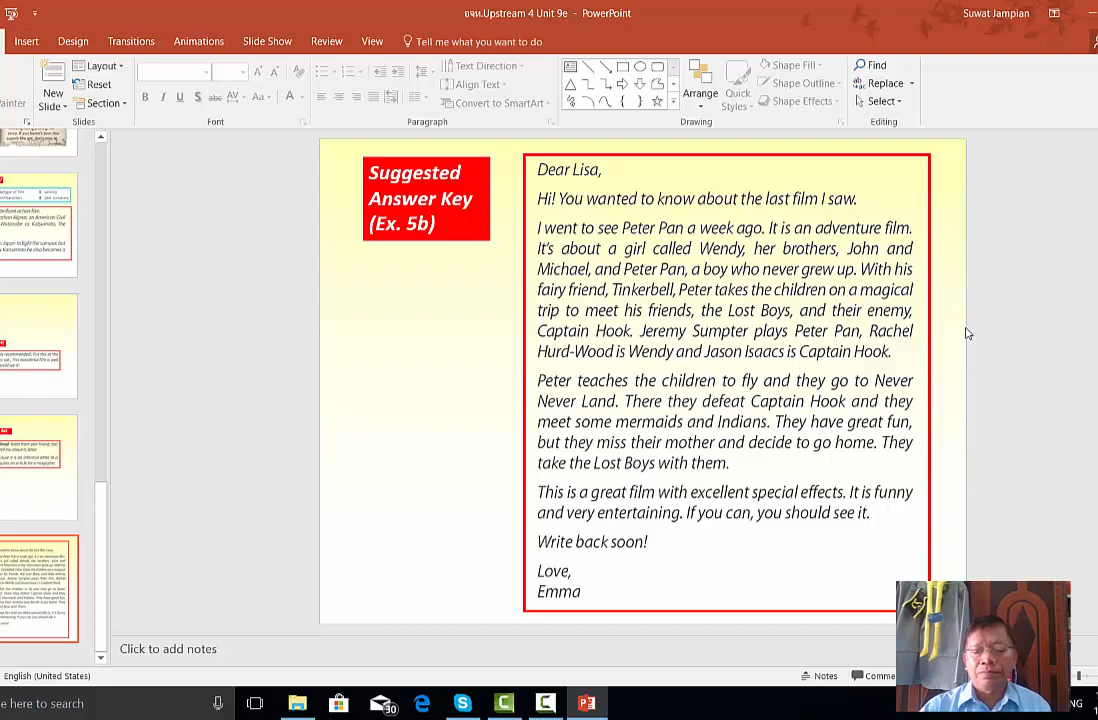 อจท.Upstream 4 Unit 9e - PowerPoint
Suwat Jampian
Insert Design Transitions Animations Slide Show Review View Tell me what you want to do
Painter
New
Slide
Layout
Reset
Section
Slides
B I U S abc AV Aa A
Font
Text Direction
Align Text
Convert to SmartArt
Paragraph
Arrange
Quick
Styles
Shape Fill
Shape Outline
Shape Effects
Drawing
Find
Replace
Select
Editing
Suggested
Answer Key
(Ex. 5b)
Dear Lisa,
Hi! You wanted to know about the last film I saw.
I went to see Peter Pan a week ago. It is an adventure film.
It's about a girl called Wendy, her brothers, John and
Michael, and Peter Pan, a boy who never grew up. With his
fairy friend, Tinkerbell, Peter takes the children on a magical
trip to meet his friends, the Lost Boys, and their enemy,
Captain Hook. Jeremy Sumpter plays Peter Pan, Rachel
Hurd-Wood is Wendy and Jason Isaacs is Captain Hook.
Peter teaches the children to fly and they go to Never
Never Land. There they defeat Captain Hook and they
meet some mermaids and Indians. They have great fun,
but they miss their mother and decide to go home. They
take the Lost Boys with them.
This is a great film with excellent special effects. It is funny
and very entertaining. If you can, you should see it.
Write back soon!
Love,
Emma
Click to add notes
English (United States)
Notes
Comme
ere to search
30
NG